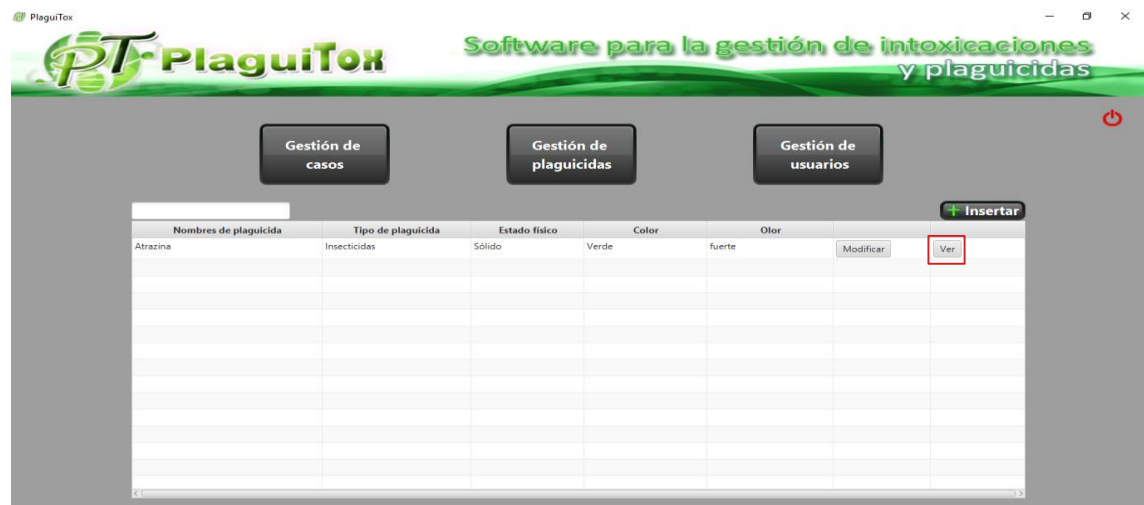 PlaguiTox
PT PlaguiTox
Software para la gestión de intoxicaciones
y plaguicidas
Gestión de
casos
Gestión de
plaguicidas
Gestión de
usuarios
+ Insertar
Nombres de plaguicida Tipo de plaguicida Estado físico Color Olor
Atrazina Insecticidas Sólido Verde fuerte Modificar Ver